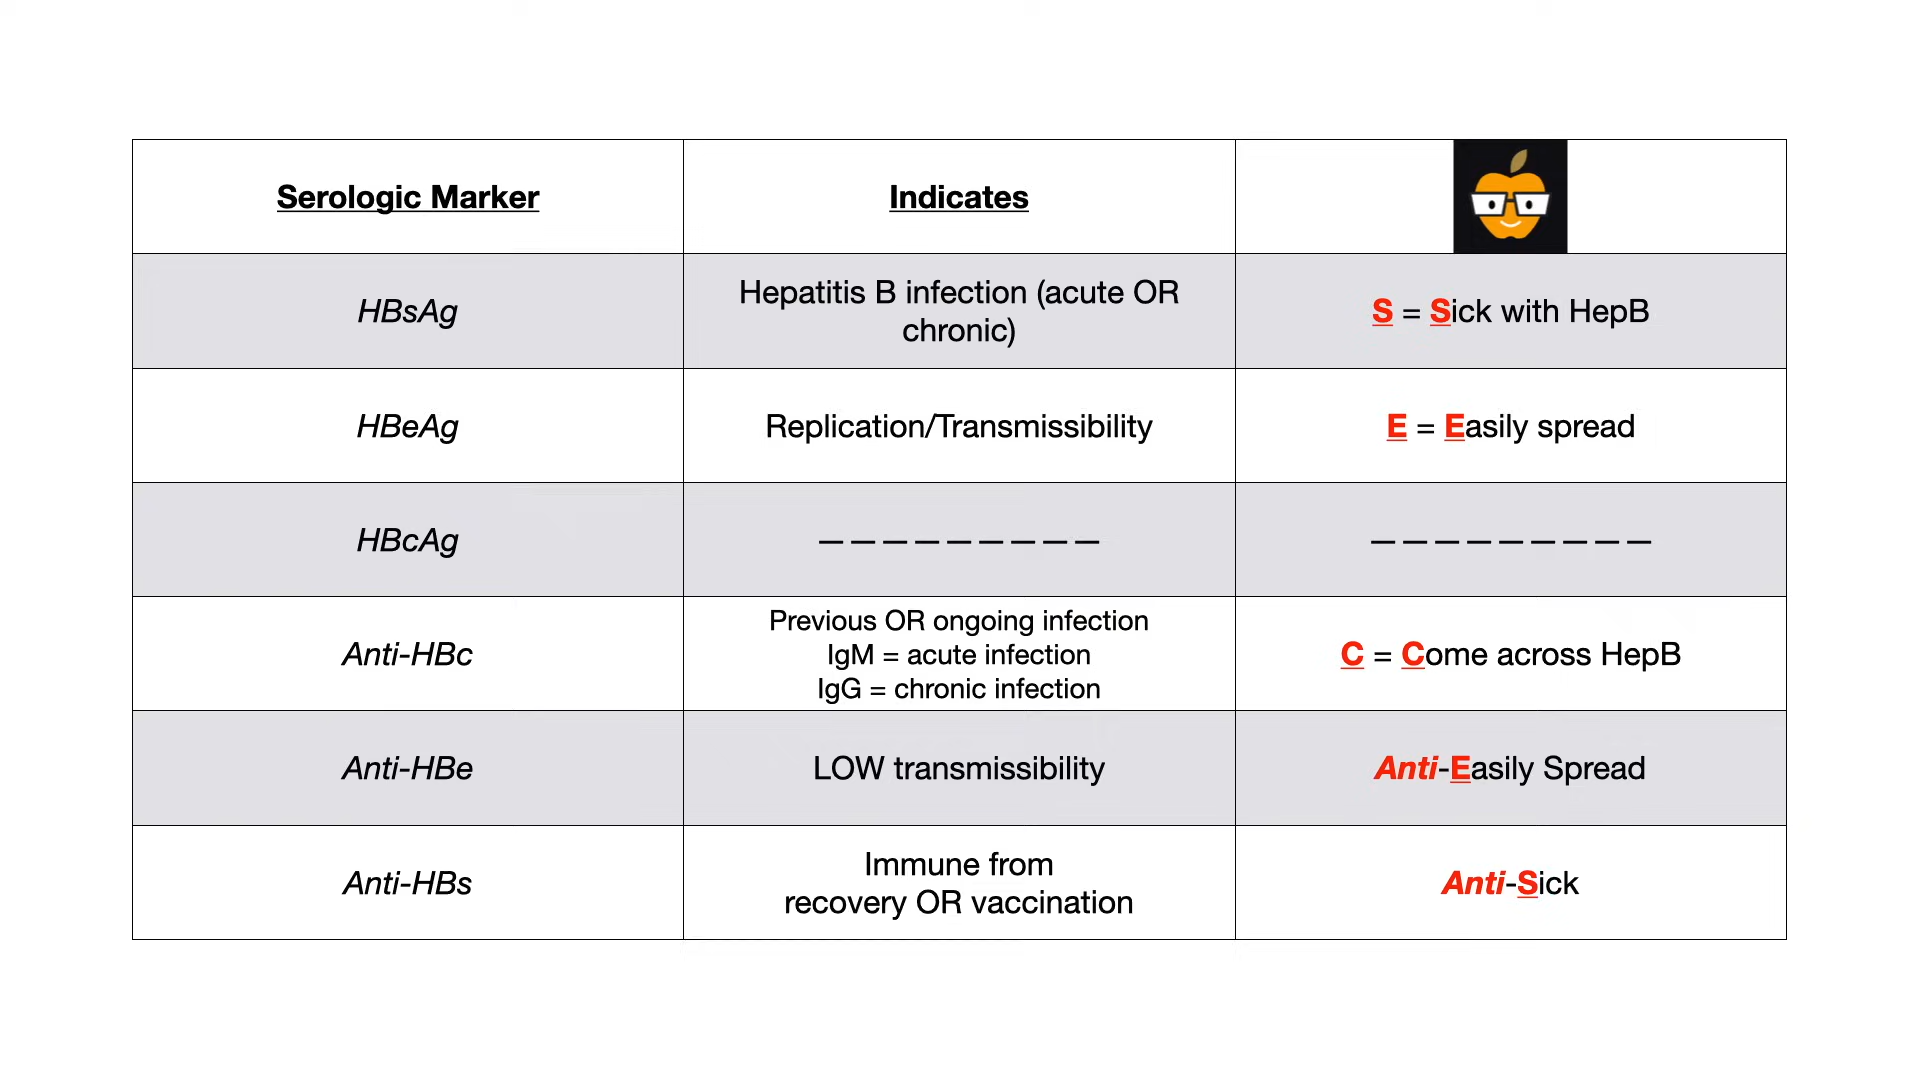 Serologic Marker
Indicates
HBsAg
Hepatitis B infection (acute OR
chronic)
S = Sick with HepB
HBeAg
Replication/Transmissibility
E = Easily spread
HBcAg
— — — — — — — — —
— — — — — — — — —
Anti-HBc
Previous OR ongoing infection
IgM = acute infection
IgG = chronic infection
C = Come across HepB
Anti-HBe
LOW transmissibility
Anti-Easily Spread
Anti-HBs
Immune from
recovery OR vaccination
Anti-Sick